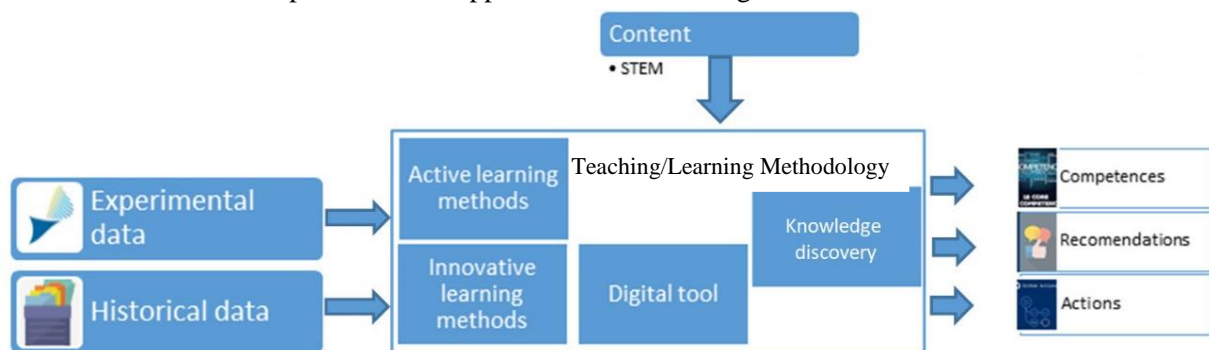 Content
• STEM
Teaching/Learning Methodology
Active learning
methods
Experimental
data
Knowledge
discovery
Innovative
learning
methods
Digital tool
Historical data
Competences
Recomendations
Actions